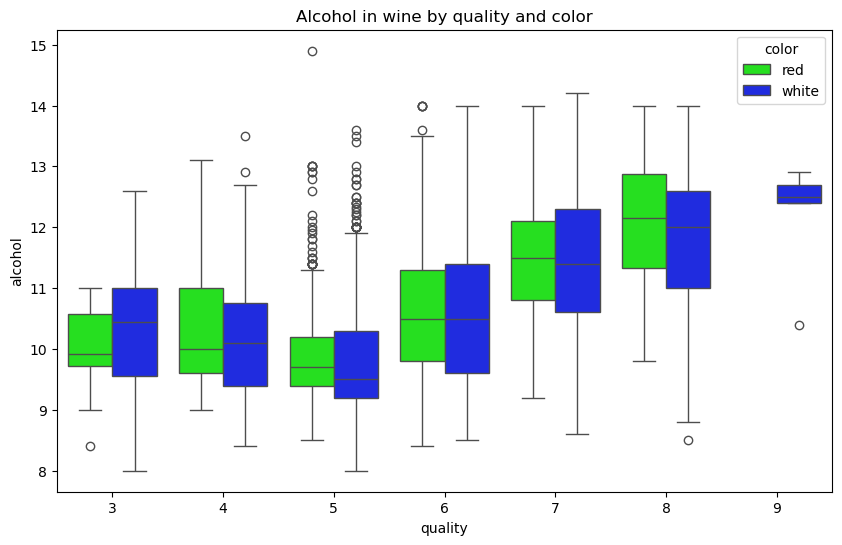 Alcohol in wine by quality and color
color
red
white
15
14
13
12
11
10
9
8
alcohol
3 4 5 6 7 8 9
quality